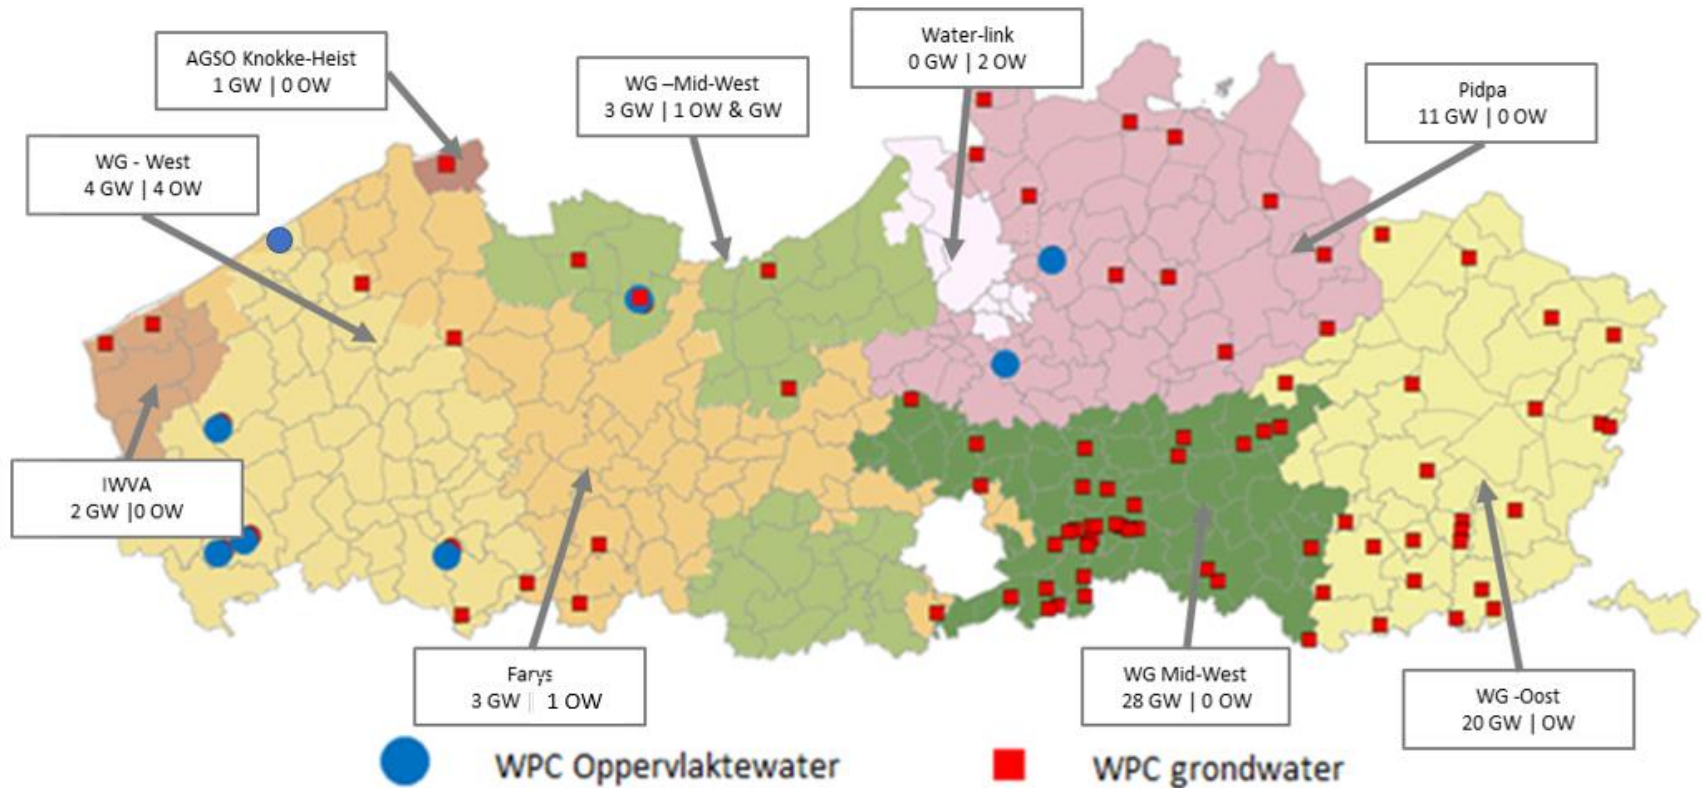 AGSO Knokke-Heist
1 GW | 0 OW
WG –Mid-West
3 GW | 1 OW & GW
Water-link
0 GW | 2 OW
Pidpa
11 GW | 0 OW
WG - West
4 GW | 4 OW
IWVA
2 GW |0 OW
Farys
3 GW | 1 OW
WG Mid-West
28 GW | 0 OW
WG -Oost
20 GW | OW
WPC Oppervlaktewater
WPC grondwater